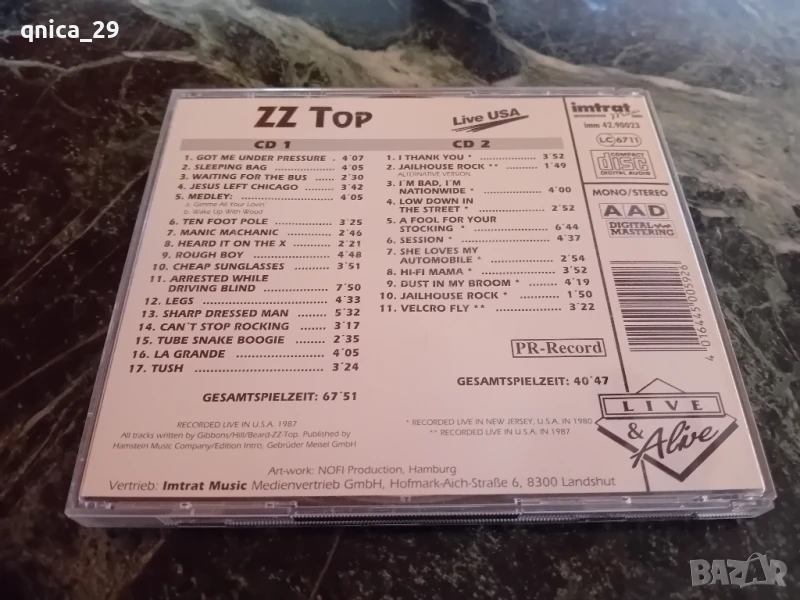 qnica_29
ZZ TOP
Live USA
CD 1
1. GOT ME UNDER PRESSURE . 4'07
2. SLEEPING BAG 4'05
3. WAITING FOR THE BUS 2'30
4. JESUS LEFT CHICAGO 3'42
5. MEDLEY: 4'05
a. Gimme All Your Lovin'
b. Wake Up With Wood
6. TEN FOOT POLE 3'25
7. MANIC MACHANIC 2'46
8. HEARD IT ON THE X 2'21
9. ROUGH BOY 4'48
10. CHEAP SUNGLASSES 3'51
11. ARRESTED WHILE
DRIVING BLIND 7'50
12. LEGS 4'33
13. SHARP DRESSED MAN 5'32
14. CAN'T STOP ROCKING 3'17
15. TUBE SNAKE BOOGIE 2'35
16. LA GRANDE 4'05
17. TUSH 3'24
GESAMTSPIELZEIT: 67'51
RECORDED LIVE IN U.S.A. 1987
All tracks written by Gibbons/Hill/Beard-ZZ-Top. Published by
Hamstein Music Company/Edition Intro, Gebrüder Meisel GmbH.
CD 2
1. I THANK YOU * 3'52
2. JAILHOUSE ROCK ** 1'49
ALTERNATIVE VERSION
3. I'M BAD, I'M
NATIONWIDE * 4'00
4. LOW DOWN IN
THE STREET * 2'52
5. A FOOL FOR YOUR
STOCKING * 6'44
6. SESSION * 4'37
7. SHE LOVES MY
AUTOMOBILE * 2'54
8. HI-FI MAMA * 3'52
9. DUST IN MY BROOM * 4'19
10. JAILHOUSE ROCK * 1'50
11. VELCRO FLY ** 3'22
PR-Record
GESAMTSPIELZEIT: 40'47
* RECORDED LIVE IN NEW JERSEY, U.S.A. IN 1980
** RECORDED LIVE IN U.S.A. IN 1987
Art-work: NOFI Production, Hamburg
Vertrieb: Imtrat Music Medienvertrieb GmbH, Hofmark-Aich-Straße 6, 8300 Landshut
imtrat
imm 42.90023
LC 6711
COMPACT
disc
DIGITAL AUDIO
MONO/STEREO
AAD
DIGITAL
MASTERING
4 016445 005926
LIVE
& Alive
BAZAR